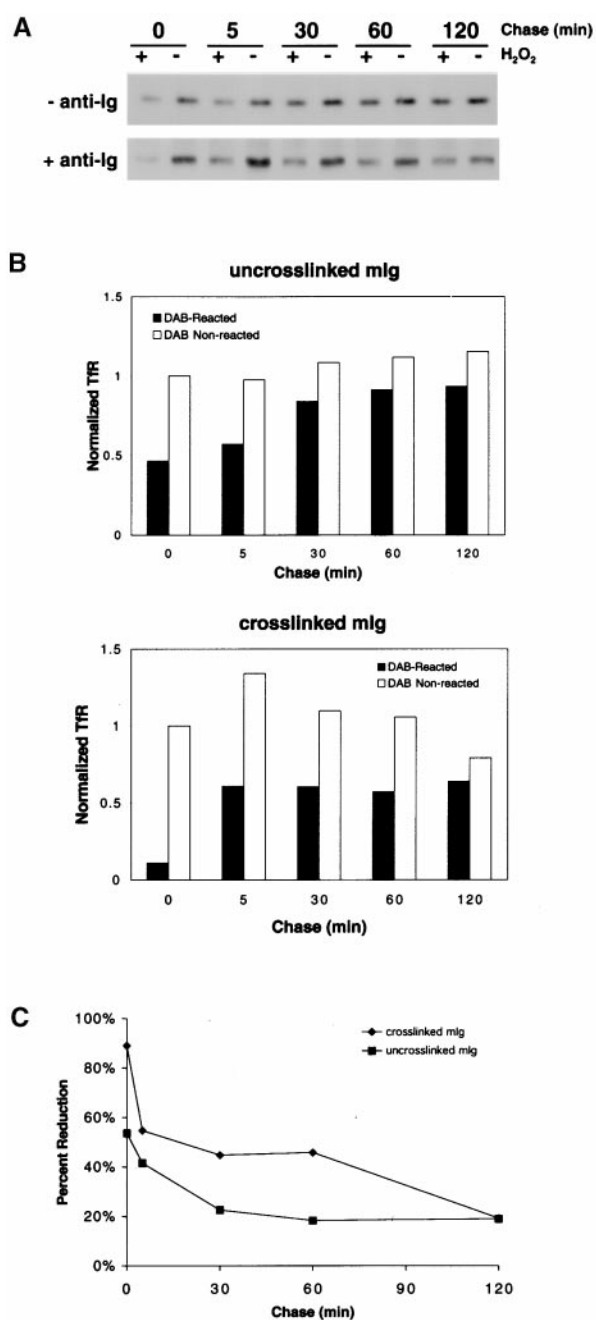 A
0 5 30 60 120 Chase (min)
+ - + - + - + - + - H₂O₂
- anti-Ig
+ anti-Ig
B
uncrosslinked mIg
1.5
DAB-Reacted
DAB Non-reacted
1
0.5
0
Normalized TfR
0 5 30 60 120
Chase (min)
crosslinked mIg
1.5
DAB-Reacted
DAB Non-reacted
1
0.5
0
Normalized TfR
0 5 30 60 120
Chase (min)
C
100%
crosslinked mIg
uncrosslinked mIg
80%
60%
40%
20%
0%
Percent Reduction
0 30 60 90 120
Chase (min)